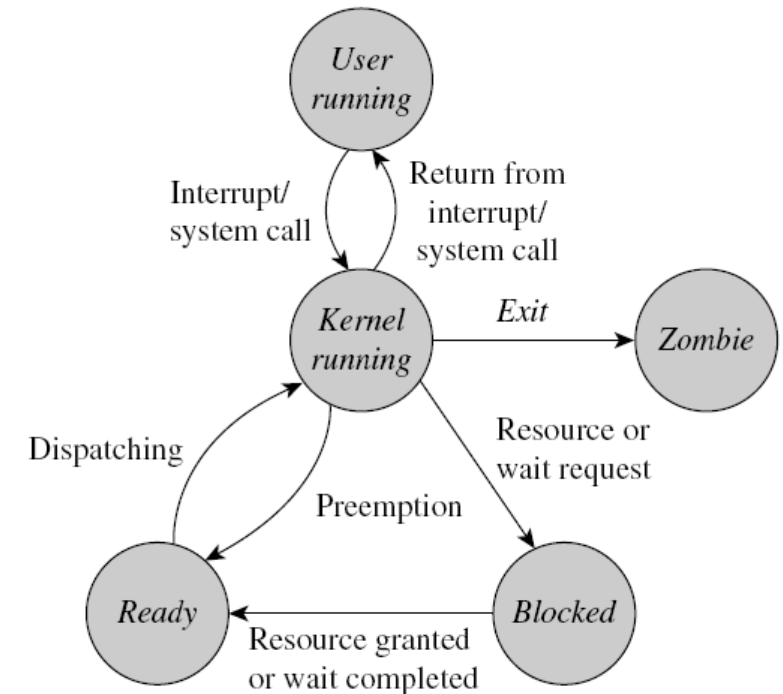 User
running
Interrupt/
system call
Return from
interrupt/
system call
Kernel
running
Exit
Zombie
Dispatching
Preemption
Resource or
wait request
Ready
Blocked
Resource granted
or wait completed